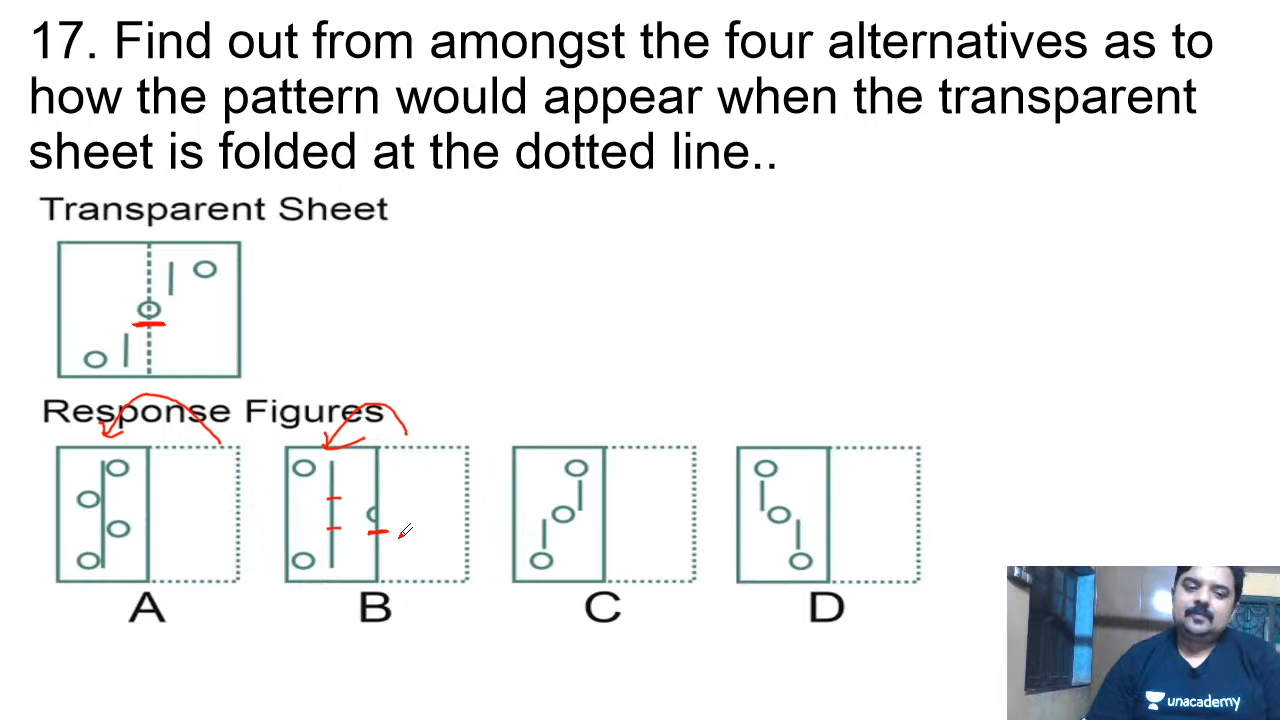 17. Find out from amongst the four alternatives as to
how the pattern would appear when the transparent
sheet is folded at the dotted line..
Transparent Sheet
Response Figures
A B C D
unacademy